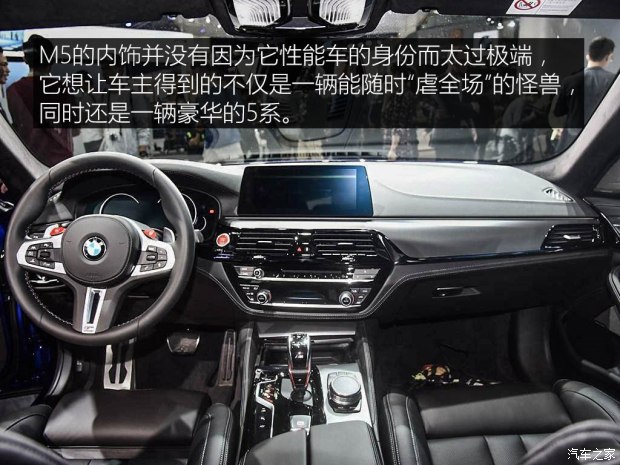 M5的内饰并没有因为它性能车的身份而太过极端，
它想让车主得到的不仅是一辆能随时“虐全场”的怪兽，
同时还是一辆豪华的5系。
BMW
汽车之家